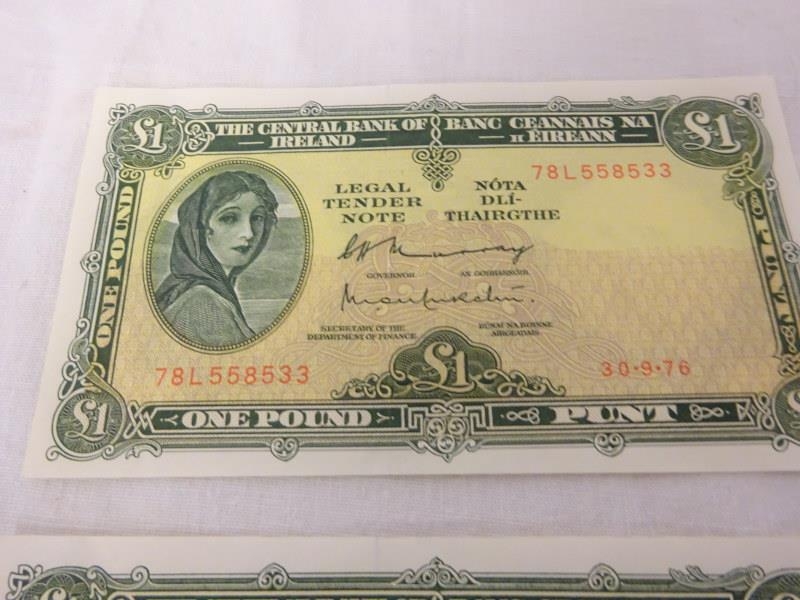 £1
THE CENTRAL BANK OF
IRELAND
BANC CEANNAIS NA
H ÉIREANN
£1
78L 558533
LEGAL
TENDER
NOTE
NÓTA
DLÍ-
THAIRGTHE
ONE POUND
PUNT
GOVERNOR
AN GOBHARNÓIR
SECRETARY OF THE
DEPARTMENT OF FINANCE
RÚNAÍ NA ROINNE
AIRGEADAIS
78L 558533
£1
30·9·76
£1
ONE POUND
PUNT